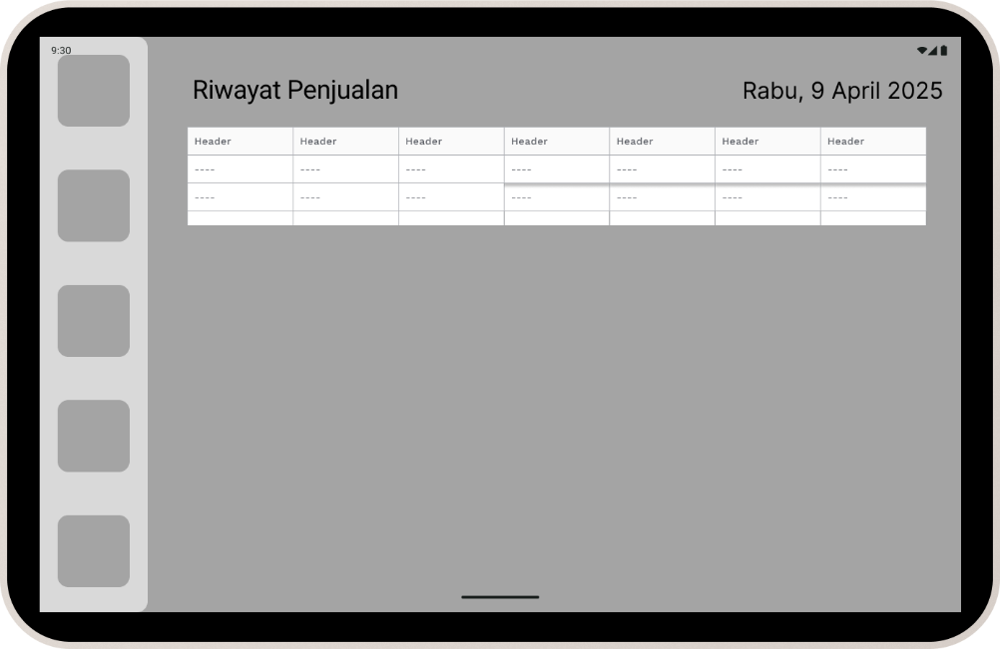 9:30
Riwayat Penjualan
Rabu, 9 April 2025
Header Header Header Header Header Header Header
---- ---- ---- ---- ---- ---- ----
---- ---- ---- ---- ---- ---- ----